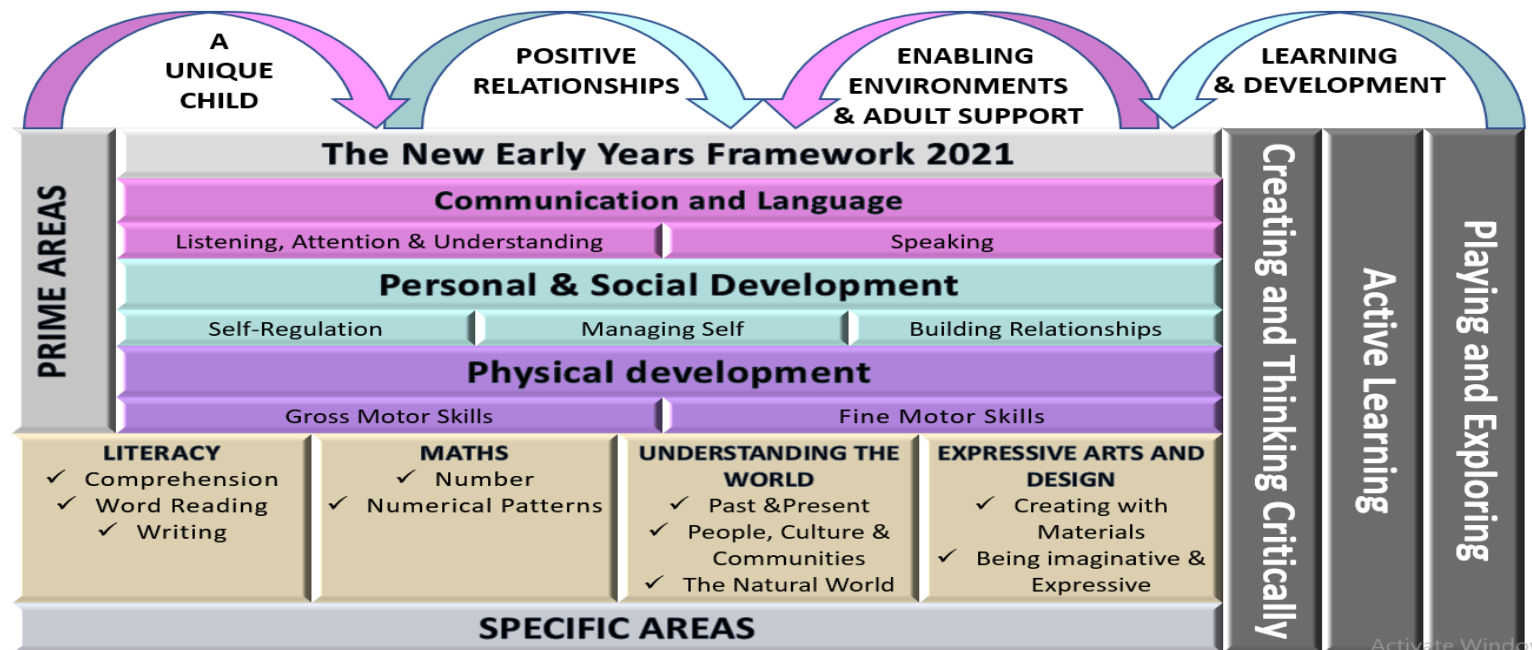 A
UNIQUE
CHILD
POSITIVE
RELATIONSHIPS
ENABLING
ENVIRONMENTS
& ADULT SUPPORT
LEARNING
& DEVELOPMENT
PRIME AREAS
The New Early Years Framework 2021
Communication and Language
Listening, Attention & Understanding
Speaking
Personal & Social Development
Self-Regulation
Managing Self
Building Relationships
Physical development
Gross Motor Skills
Fine Motor Skills
LITERACY
✓ Comprehension
✓ Word Reading
✓ Writing
MATHS
✓ Number
✓ Numerical Patterns
UNDERSTANDING THE
WORLD
✓ Past &Present
✓ People, Culture &
Communities
✓ The Natural World
EXPRESSIVE ARTS AND
DESIGN
✓ Creating with
Materials
✓ Being imaginative &
Expressive
SPECIFIC AREAS
Creating and Thinking Critically
Active Learning
Playing and Exploring
Activate